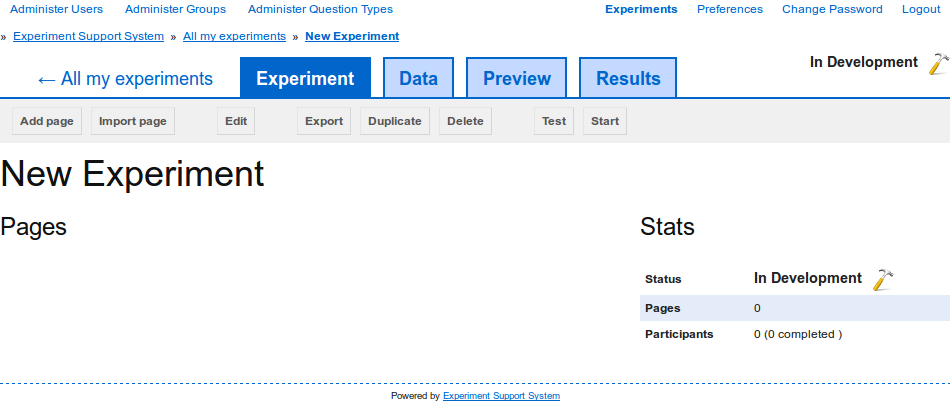 Administer Users Administer Groups Administer Question Types Experiments Preferences Change Password Logout
» Experiment Support System » All my experiments » New Experiment
In Development
← All my experiments Experiment Data Preview Results
Add page Import page Edit Export Duplicate Delete Test Start
New Experiment
Pages Stats
Status In Development
Pages 0
Participants 0 (0 completed )
Powered by Experiment Support System